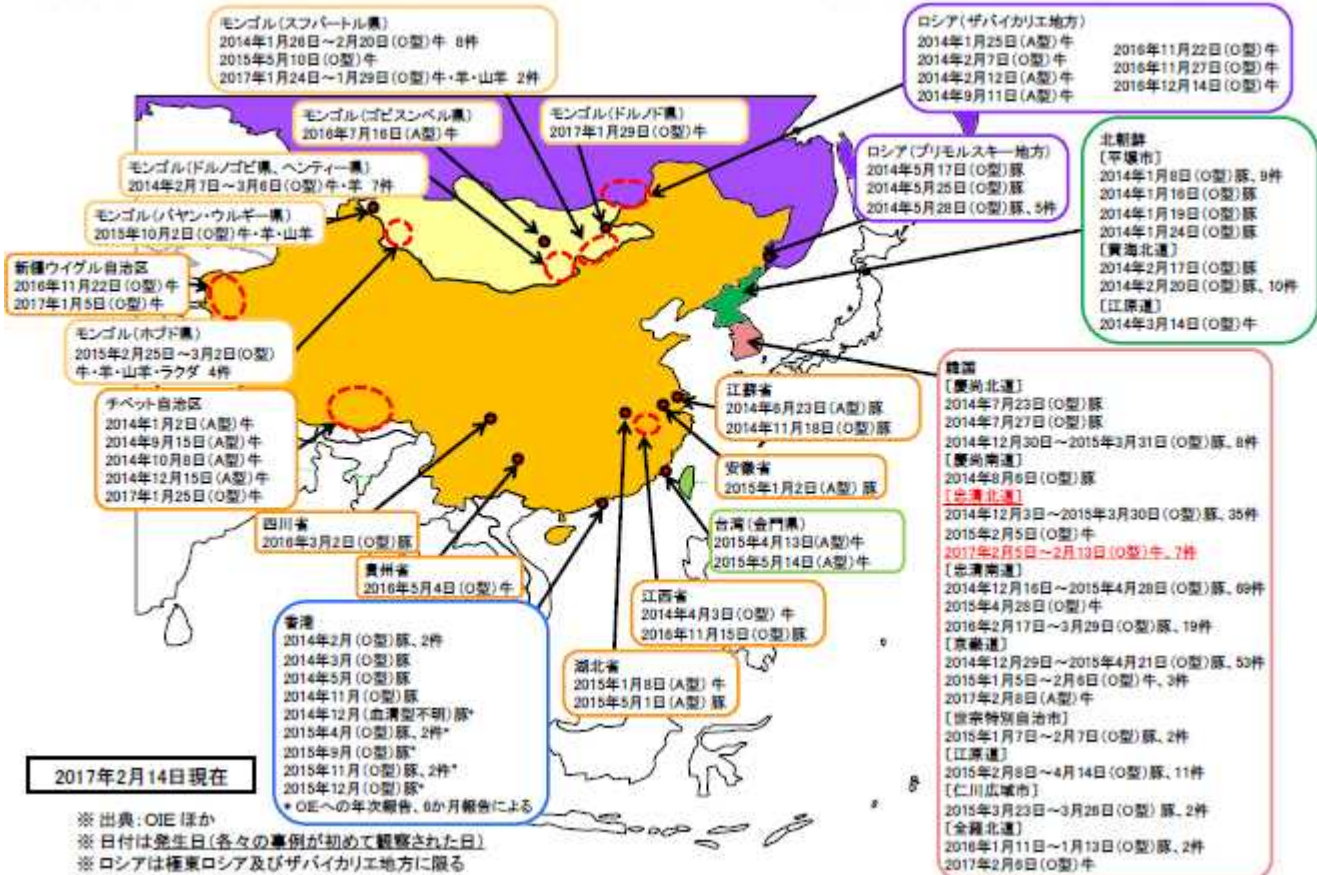 モンゴル(スフバートル県)
2014年1月26日～2月20日(O型)牛 8件
2015年5月10日(O型)牛
2017年1月24日～1月29日(O型)牛・羊・山羊 2件
ロシア(ザバイカリエ地方)
2014年1月25日(A型)牛
2014年2月7日(O型)牛
2014年2月12日(A型)牛
2014年9月11日(A型)牛
2016年11月22日(O型)牛
2016年11月27日(O型)牛
2016年12月14日(O型)牛
モンゴル(ゴビスンベル県)
2016年7月16日(A型)牛
モンゴル(ドルノド県)
2017年1月29日(O型)牛
ロシア(プリモルスキー地方)
2014年5月17日(O型)豚
2014年5月25日(O型)豚
2014年5月28日(O型)豚、5件
北朝鮮
[平壌市]
2014年1月8日(O型)豚、9件
2014年1月16日(O型)豚
2014年1月19日(O型)豚
2014年1月24日(O型)豚
[黄海北道]
2014年2月17日(O型)豚
2014年2月20日(O型)豚、10件
[江原道]
2014年3月14日(O型)牛
モンゴル(ドルノゴビ県、ヘンティー県)
2014年2月7日～3月6日(O型)牛・羊 7件
モンゴル(バヤン・ウルギー県)
2015年10月2日(O型)牛・羊・山羊
新疆ウイグル自治区
2016年11月22日(O型)牛
2017年1月5日(O型)牛
モンゴル(ホブド県)
2015年2月25日～3月2日(O型)
牛・羊・山羊・ラクダ 4件
チベット自治区
2014年1月2日(A型)牛
2014年9月15日(A型)牛
2014年10月8日(A型)牛
2014年12月15日(A型)牛
2017年1月25日(O型)牛
四川省
2016年3月2日(O型)豚
貴州省
2016年5月4日(O型)牛
江蘇省
2014年6月23日(A型)豚
2014年11月18日(O型)豚
安徽省
2015年1月2日(A型)豚
台湾(金門県)
2015年4月13日(A型)牛
2015年5月14日(A型)牛
江西省
2014年4月3日(O型)牛
2016年11月15日(O型)豚
湖北省
2015年1月8日(A型)牛
2015年5月1日(A型)豚
香港
2014年2月(O型)豚、2件
2014年3月(O型)豚
2014年5月(O型)豚
2014年11月(O型)豚
2014年12月(血清型不明)豚*
2015年4月(O型)豚、2件*
2015年9月(O型)豚*
2015年11月(O型)豚、2件*
2015年12月(O型)豚*
* OIEへの年次報告、6か月報告による
韓国
[慶尚北道]
2014年7月23日(O型)豚
2014年7月27日(O型)豚
2014年12月30日～2015年3月31日(O型)豚、8件
[慶尚南道]
2014年8月6日(O型)豚
[忠清北道]
2014年12月3日～2015年3月30日(O型)豚、35件
2015年2月5日(O型)牛
2017年2月5日～2月13日(O型)牛、7件
[忠清南道]
2014年12月16日～2015年4月28日(O型)豚、69件
2015年4月28日(O型)牛
2016年2月17日～3月29日(O型)豚、19件
[京畿道]
2014年12月29日～2015年4月21日(O型)豚、53件
2015年1月5日～2月6日(O型)牛、3件
2017年2月8日(A型)牛
[世宗特別自治市]
2015年1月7日～2月7日(O型)豚、2件
[江原道]
2015年2月8日～4月14日(O型)豚、11件
[仁川広域市]
2015年3月23日～3月26日(O型)豚、2件
[全羅北道]
2016年1月11日～1月13日(O型)豚、2件
2017年2月6日(O型)牛
2017年2月14日現在
※ 出典：OIE ほか
※ 日付は発生日(各々の事例が初めて観察された日)
※ ロシアは極東ロシア及びザバイカリエ地方に限る